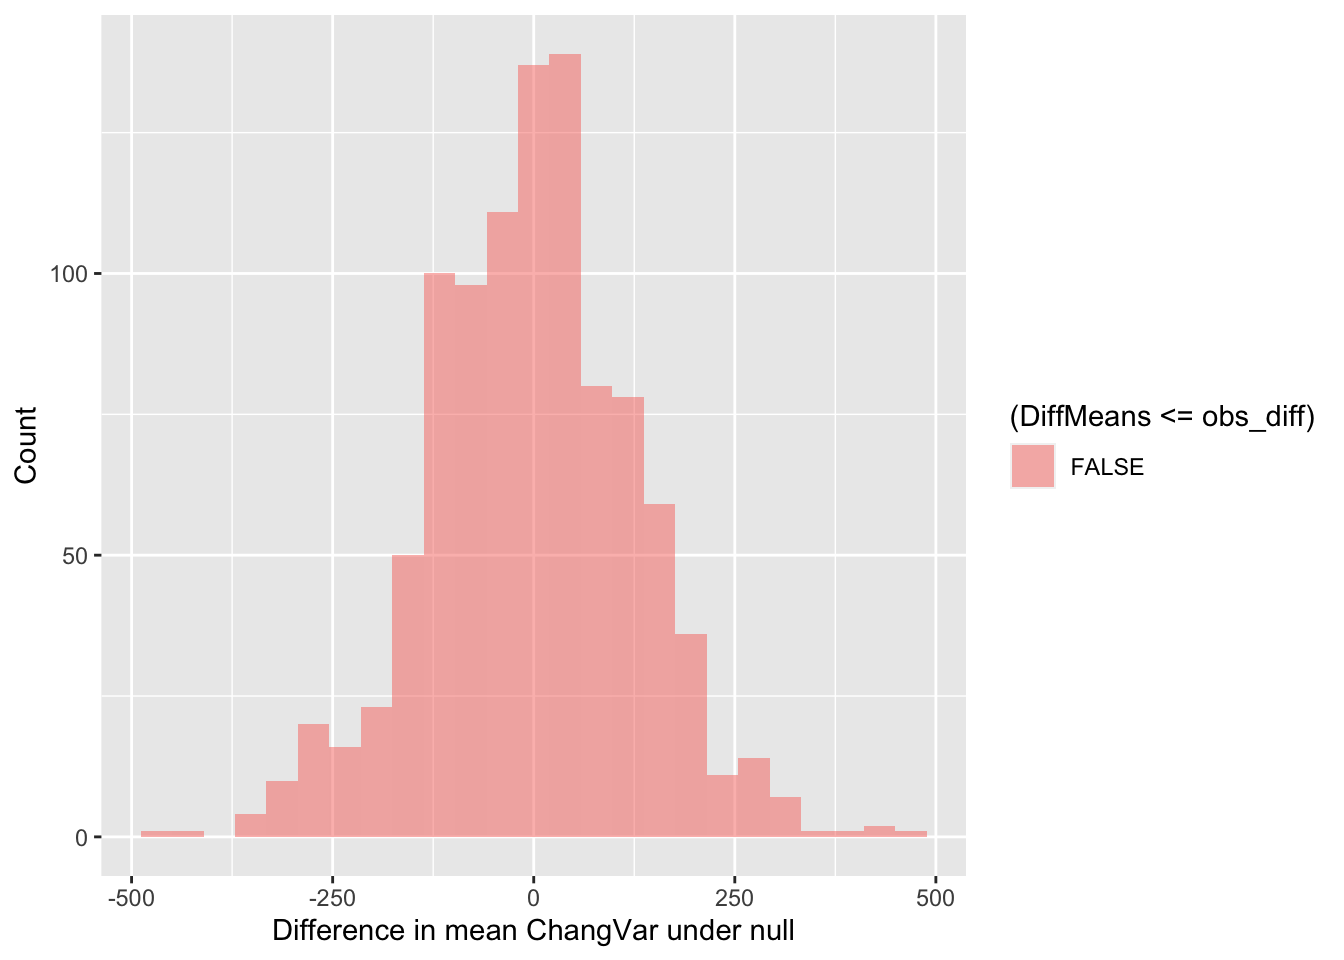 100
50
0
Count
-500
-250
0
250
500
Difference in mean ChangVar under null
(DiffMeans <= obs_diff)
FALSE